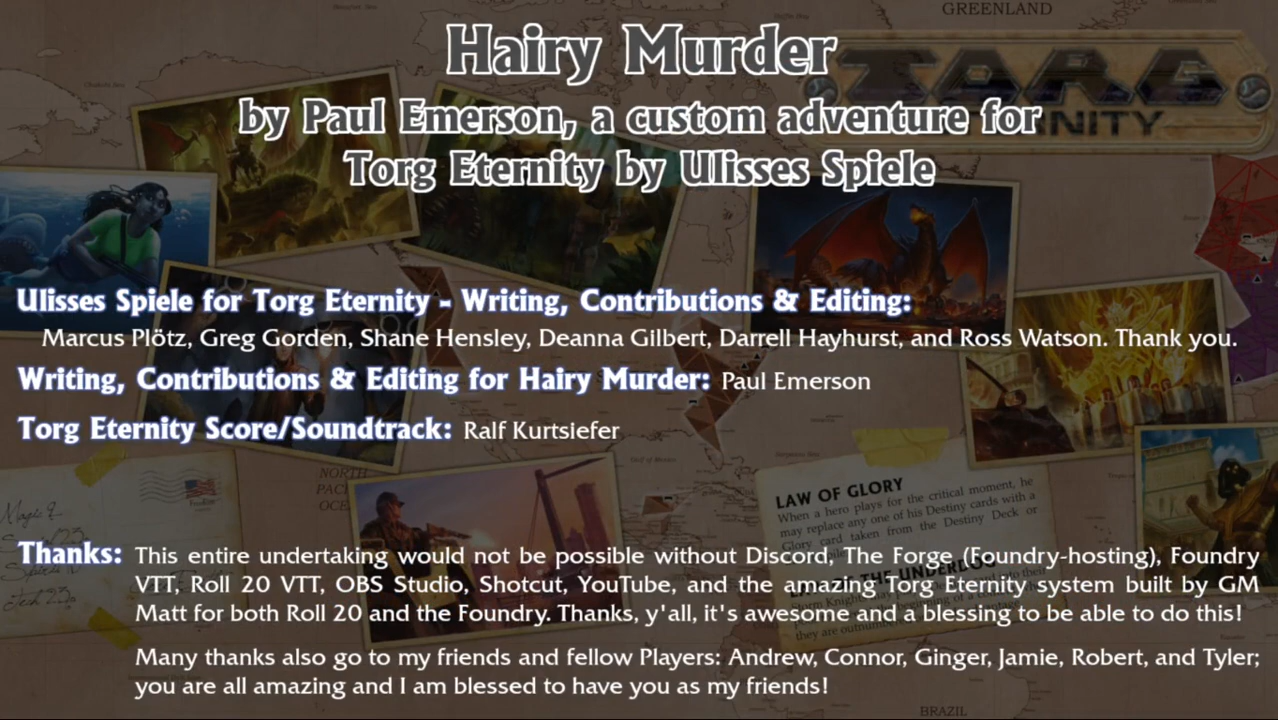 GREENLAND
Hairy Murder
by Paul Emerson, a custom adventure for
Torg Eternity by Ulisses Spiele
TORG
Ulisses Spiele for Torg Eternity - Writing, Contributions & Editing:
Marcus Plötz, Greg Gorden, Shane Hensley, Deanna Gilbert, Darrell Hayhurst, and Ross Watson. Thank you.
Writing, Contributions & Editing for Hairy Murder: Paul Emerson
Torg Eternity Score/Soundtrack: Ralf Kurtsiefer
Gulf of Mexico
NORTH
LAW OF GLORY
When a hero plays for the critical moment, he
may replace any one of his Destiny cards with a
Glory card taken from the Destiny Deck or
Thanks: This entire undertaking would not be possible without Discord, The Forge (Foundry-hosting), Foundry
VTT, Roll 20 VTT, OBS Studio, Shotcut, YouTube, and the amazing Torg Eternity system built by GM
Matt for both Roll 20 and the Foundry. Thanks, y'all, it's awesome and a blessing to be able to do this!
Many thanks also go to my friends and fellow Players: Andrew, Connor, Ginger, Jamie, Robert, and Tyler;
you are all amazing and I am blessed to have you as my friends!
BRAZIL